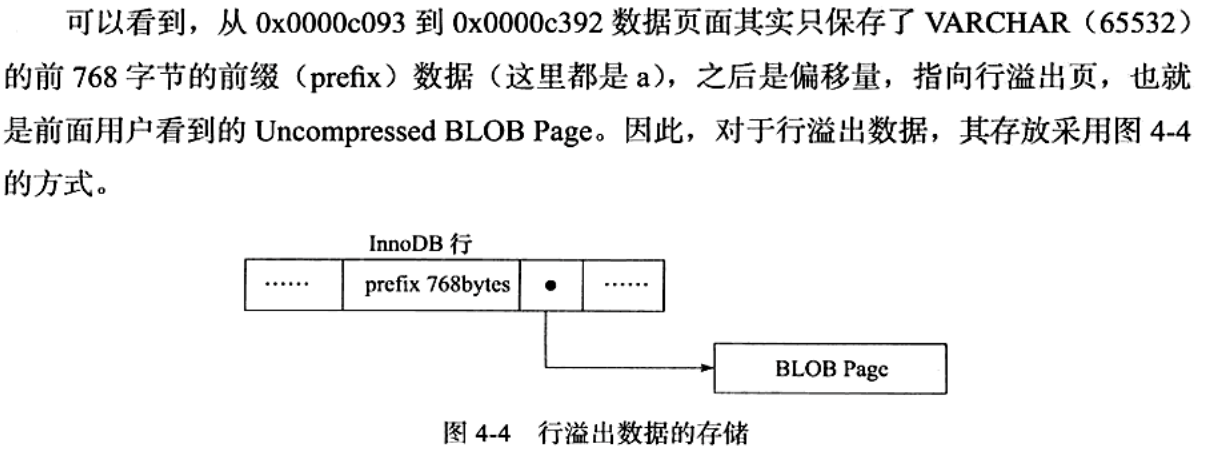 可以看到，从 0x0000c093 到 0x0000c392 数据页面其实只保存了 VARCHAR（65532）
的前 768 字节的前缀（prefix）数据（这里都是 a），之后是偏移量，指向行溢出页，也就
是前面用户看到的 Uncompressed BLOB Page。因此，对于行溢出数据，其存放采用图 4-4
的方式。
InnoDB 行
…… prefix 768bytes ● ……
BLOB Page
图 4-4 行溢出数据的存储